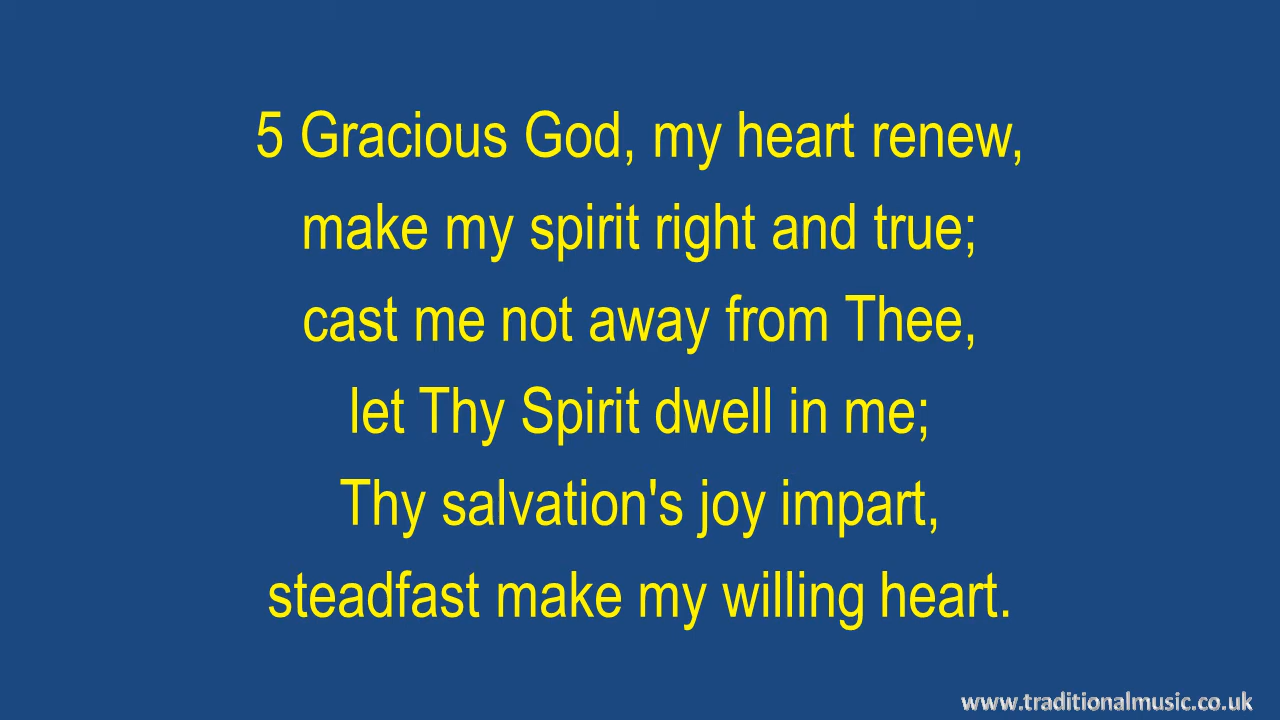 5 Gracious God, my heart renew,
make my spirit right and true;
cast me not away from Thee,
let Thy Spirit dwell in me;
Thy salvation's joy impart,
steadfast make my willing heart.
www.traditionalmusic.co.uk